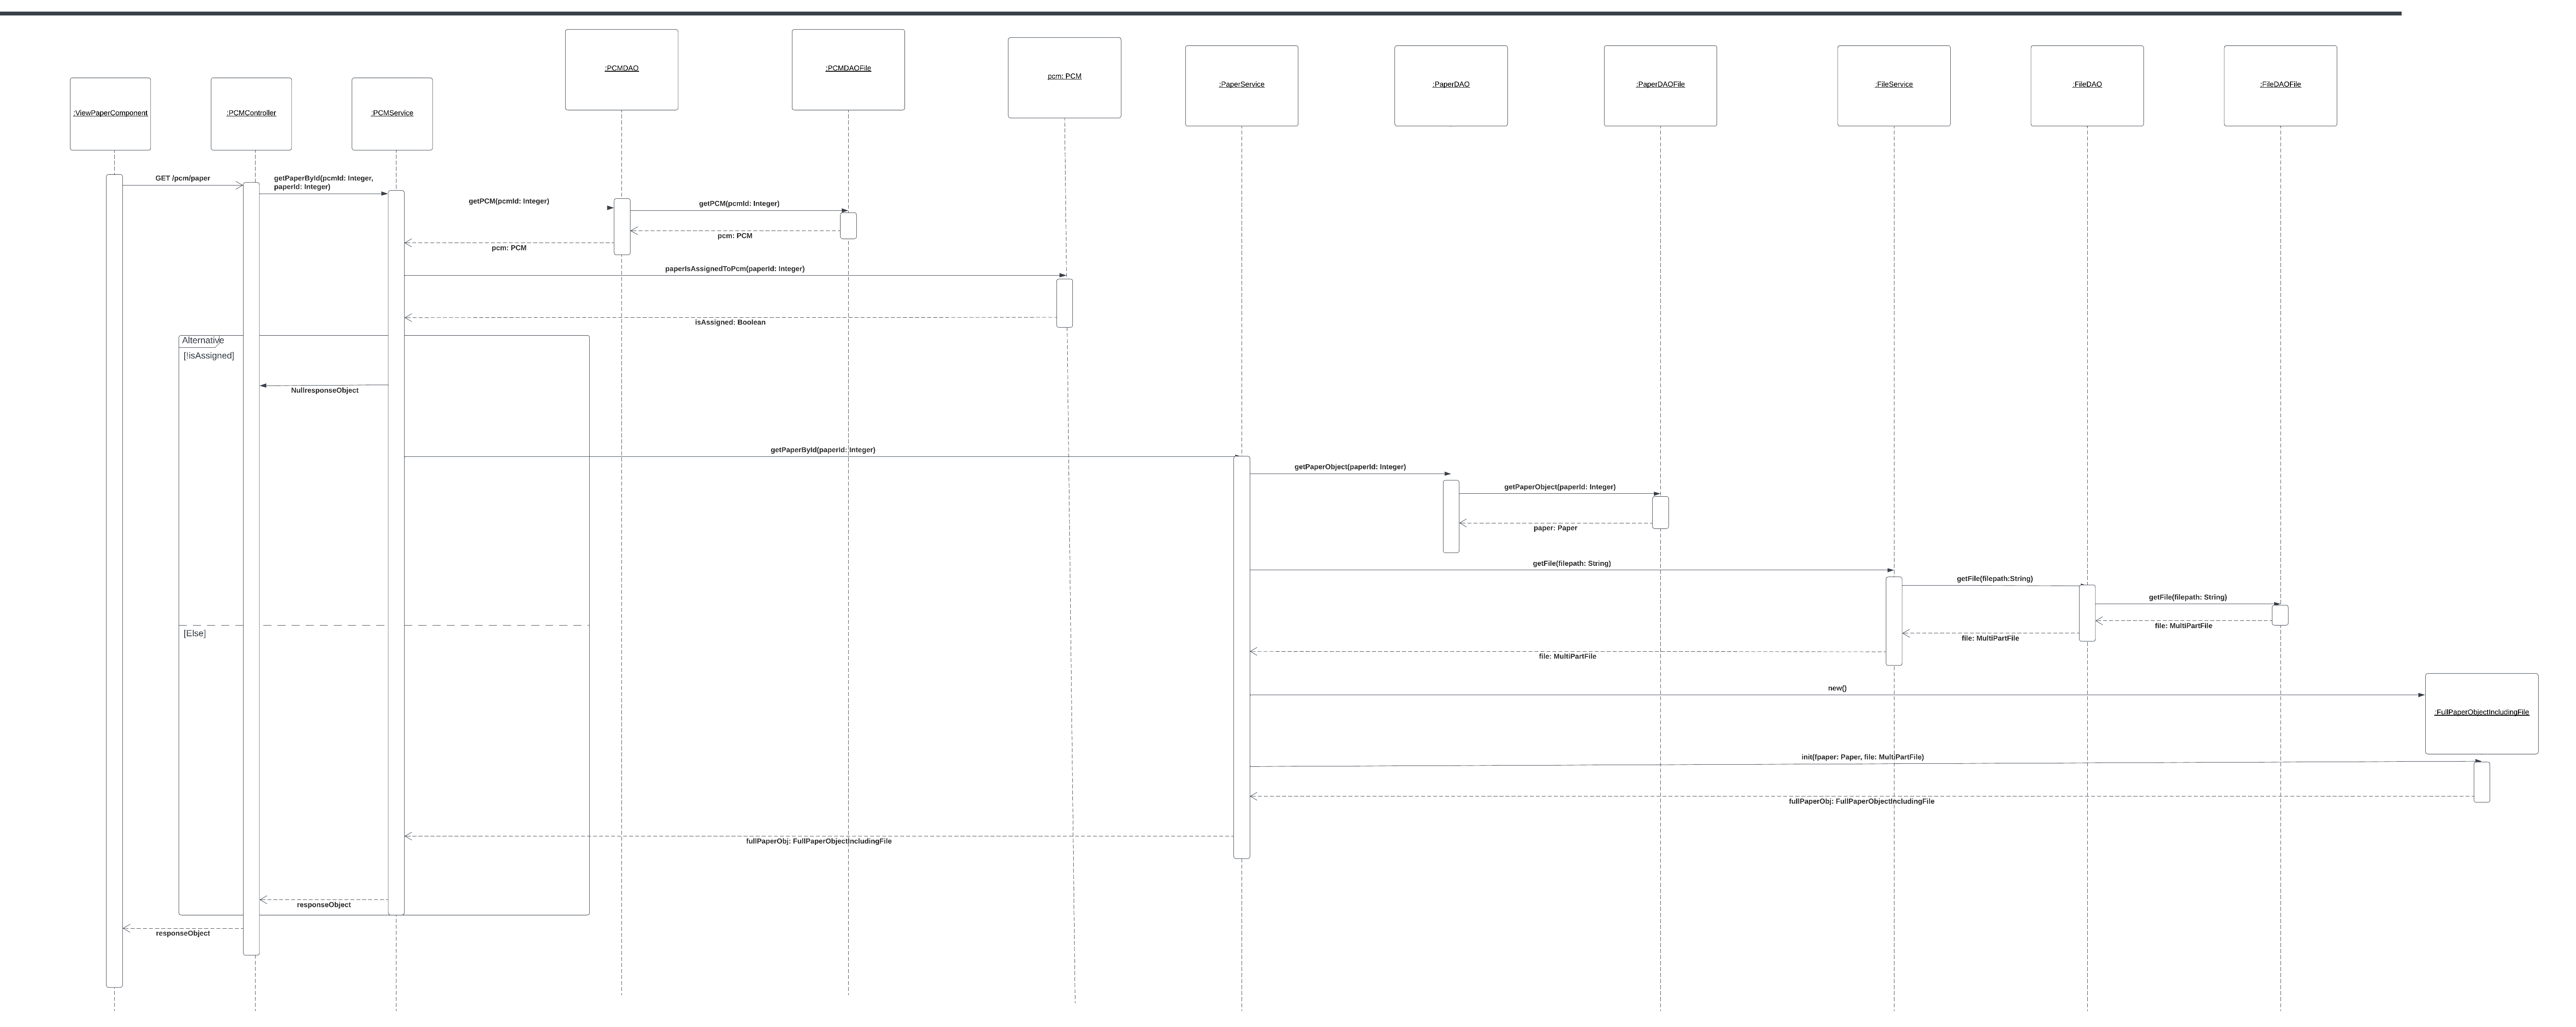 :PCMDAO
:PCMDAOFile
pcm: PCM
:PaperService
:PaperDAO
:PaperDAOFile
:FileService
:FileDAO
:FileDAOFile
:ViewPaperComponent
:PCMController
:PCMService
GET /pcm/paper
getPaperById(pcmId: Integer,
paperId: Integer)
getPCM(pcmId: Integer)
getPCM(pcmId: Integer)
pcm: PCM
pcm: PCM
paperIsAssignedToPcm(paperId: Integer)
isAssigned: Boolean
Alternative
[!isAssigned]
NullresponseObject
getPaperById(paperId: Integer)
getPaperObject(paperId: Integer)
getPaperObject(paperId: Integer)
paper: Paper
getFile(filepath: String)
getFile(filepath:String)
getFile(filepath: String)
file: MultiPartFile
[Else]
file: MultiPartFile
file: MultiPartFile
new()
:FullPaperObjectIncludingFile
init(fpaper: Paper, file: MultiPartFile)
fullPaperObj: FullPaperObjectIncludingFile
fullPaperObj: FullPaperObjectIncludingFile
responseObject
responseObject